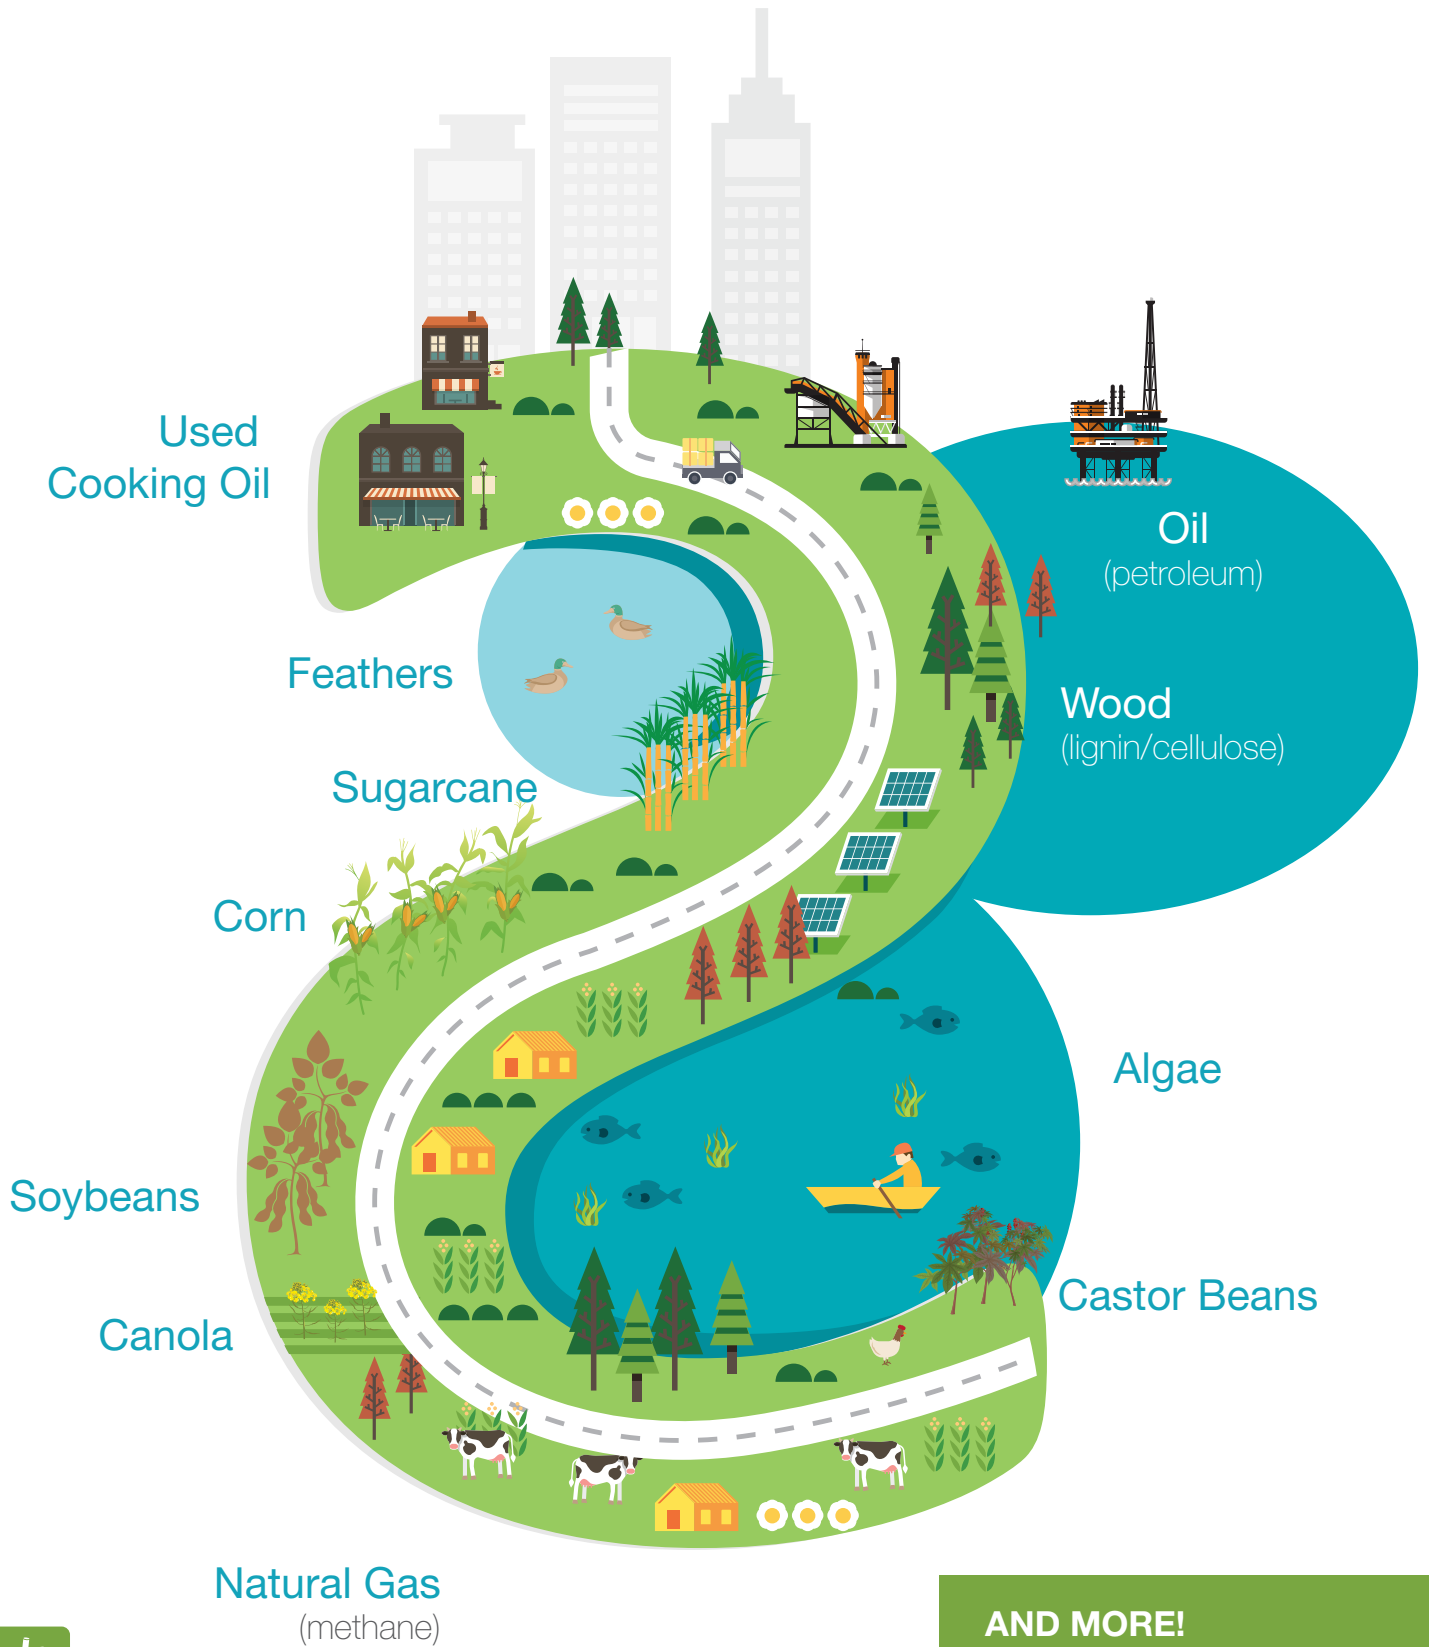 Used
Cooking Oil
Oil
(petroleum)
Feathers
Wood
(lignin/cellulose)
Sugarcane
Corn
Algae
Soybeans
Castor Beans
Canola
Natural Gas
(methane)
AND MORE!